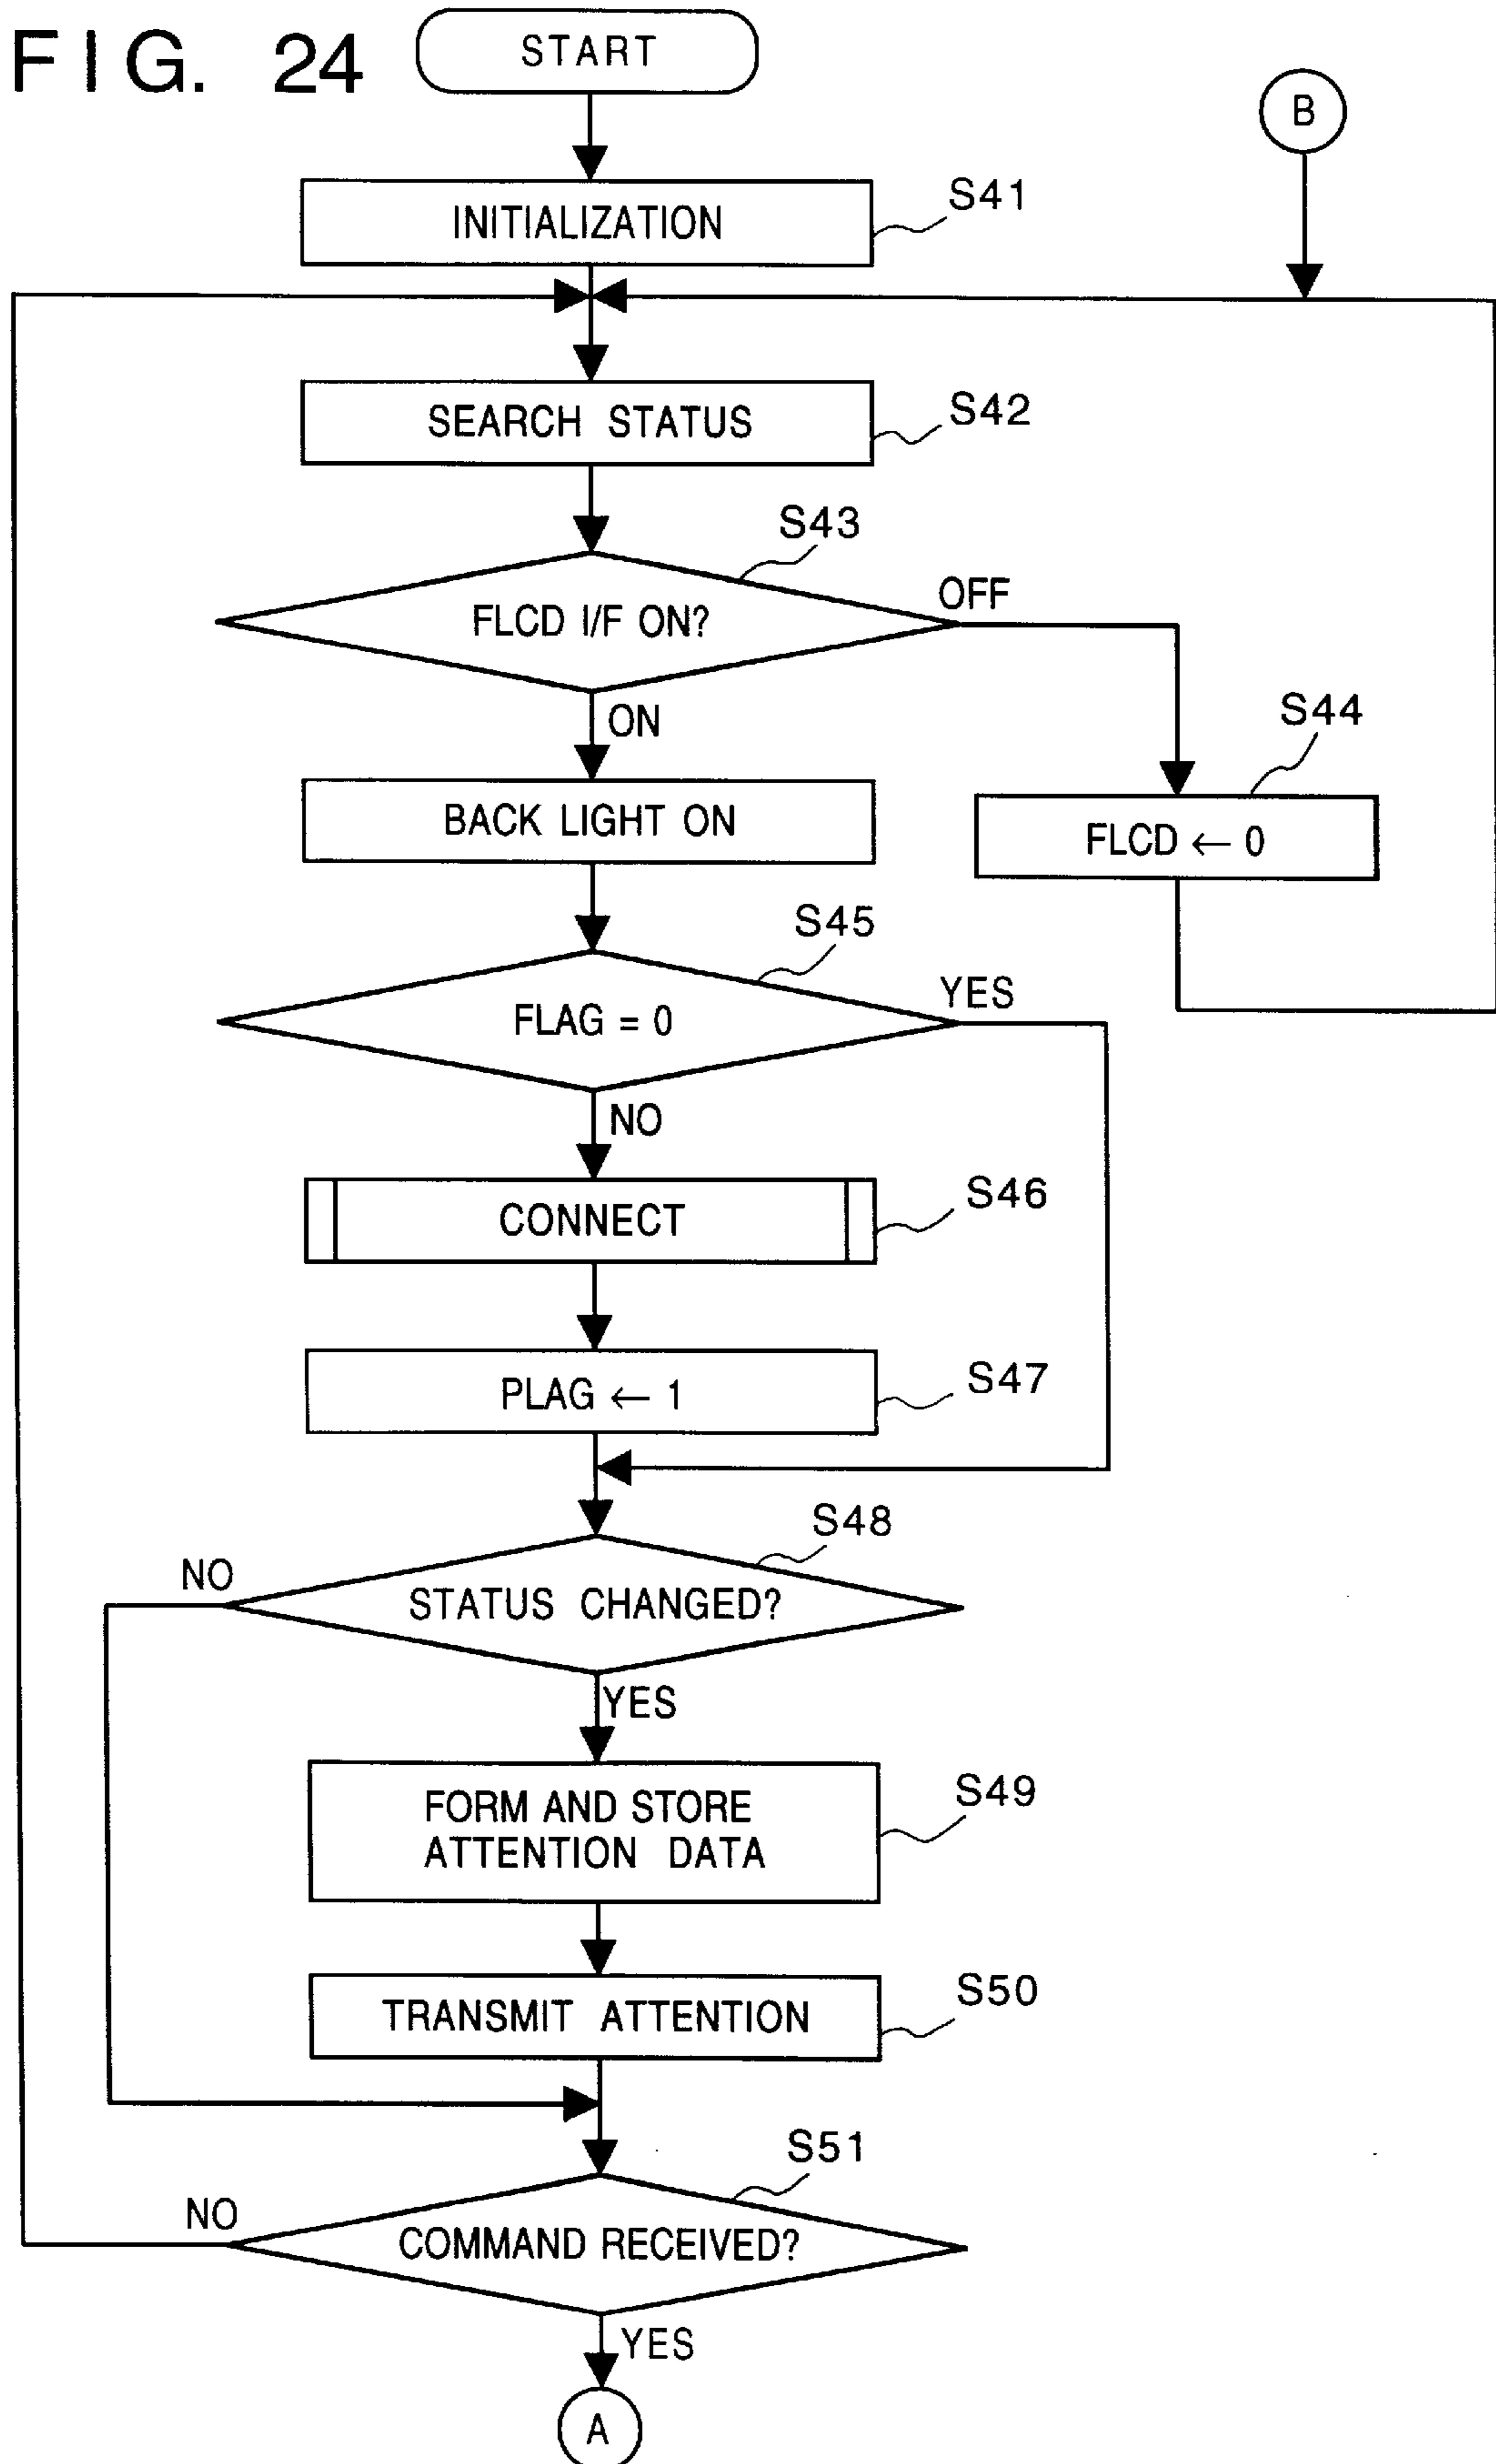 FIG. 24
START
B
INITIALIZATION
S41
SEARCH STATUS
S42
S43
FLCD I/F ON?
OFF
ON
S44
BACK LIGHT ON
FLCD ← 0
S45
FLAG = 0
YES
NO
CONNECT
S46
PLAG ← 1
S47
S48
NO
STATUS CHANGED?
YES
FORM AND STORE
ATTENTION DATA
S49
TRANSMIT ATTENTION
S50
S51
NO
COMMAND RECEIVED?
YES
A